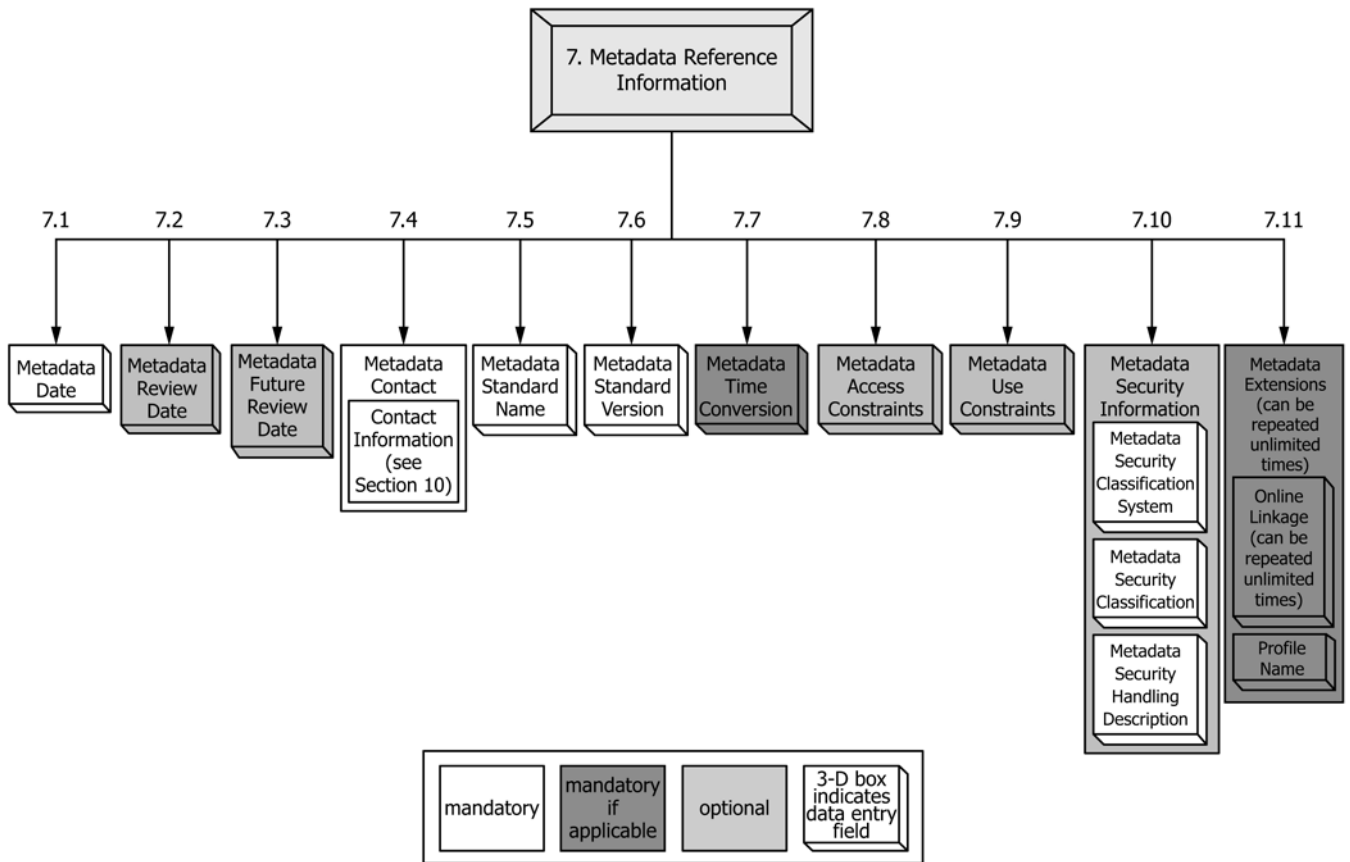 7. Metadata Reference
Information
7.1
7.2
7.3
7.4
7.5
7.6
7.7
7.8
7.9
7.10
7.11
Metadata
Date
Metadata
Review
Date
Metadata
Future
Review
Date
Metadata
Contact
Contact
Information
(see
Section 10)
Metadata
Standard
Name
Metadata
Standard
Version
Metadata
Time
Conversion
Metadata
Access
Constraints
Metadata
Use
Constraints
Metadata
Security
Information
Metadata
Security
Classification
System
Metadata
Security
Classification
Metadata
Security
Handling
Description
Metadata
Extensions
(can be
repeated
unlimited
times)
Online
Linkage
(can be
repeated
unlimited
times)
Profile
Name
mandatory
mandatory
if
applicable
optional
3-D box
indicates
data entry
field